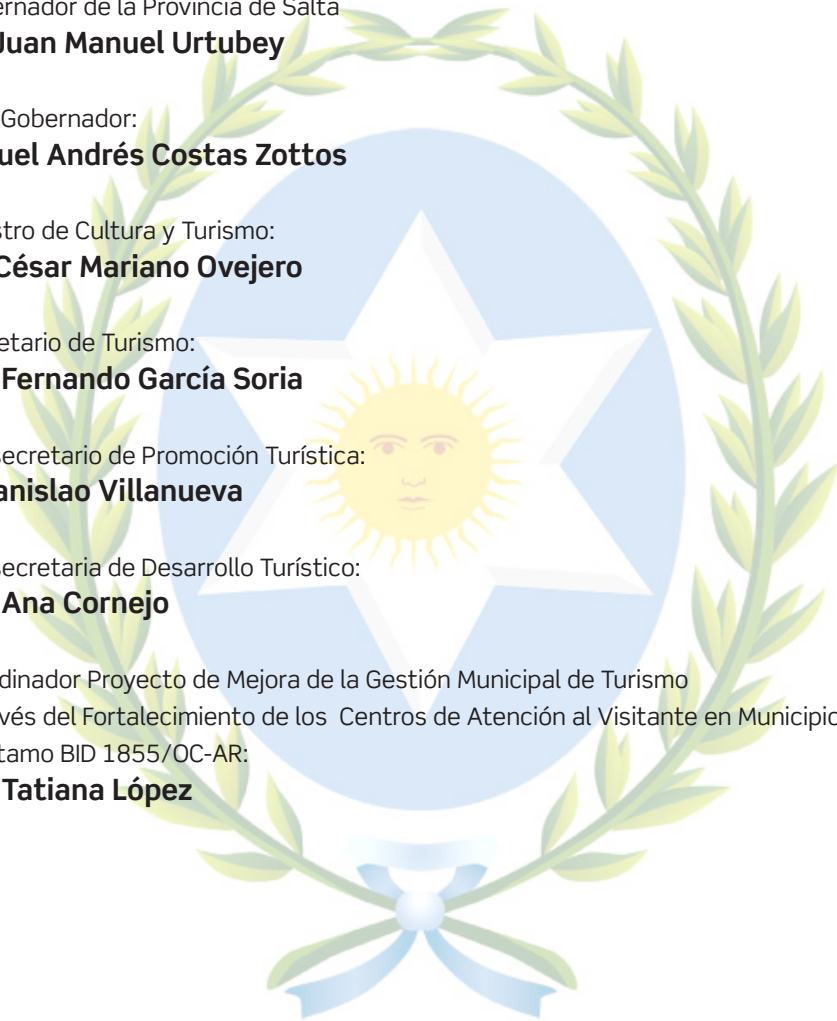 ernador de la Provincia de Salta
Juan Manuel Urtubey
Gobernador:
uel Andrés Costas Zottos
stro de Cultura y Turismo:
César Mariano Ovejero
etario de Turismo:
Fernando García Soria
ecretario de Promoción Turística:
anislao Villanueva
ecretaria de Desarrollo Turístico:
Ana Cornejo
dinador Proyecto de Mejora de la Gestión Municipal de Turismo
vés del Fortalecimiento de los Centros de Atención al Visitante en Municipio
tamo BID 1855/OC-AR:
Tatiana López